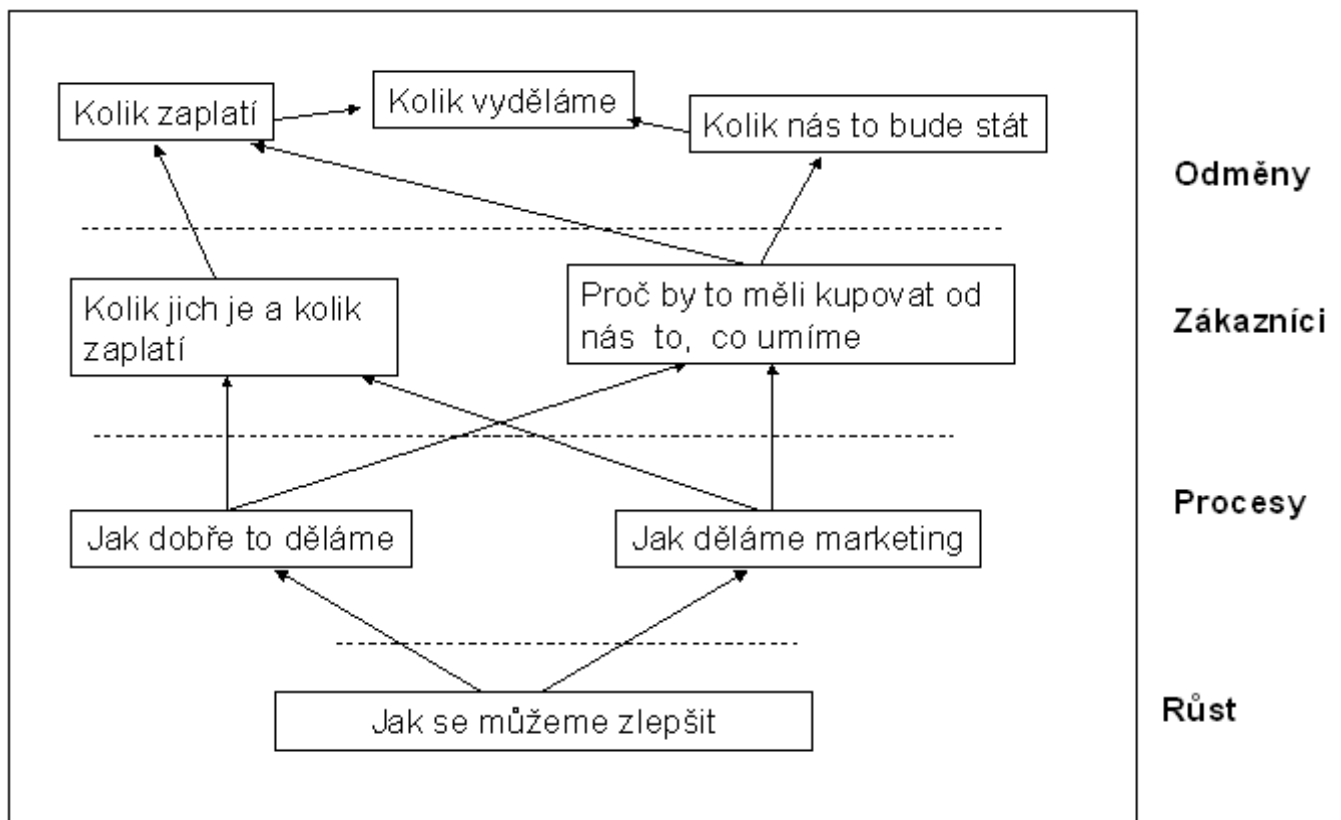 Kolik zaplatí
Kolik vyděláme
Kolik nás to bude stát
Odměny
Kolik jich je a kolik
zaplatí
Proč by to měli kupovat od
nás to, co umíme
Zákazníci
Jak dobře to děláme
Jak děláme marketing
Procesy
Jak se můžeme zlepšit
Růst